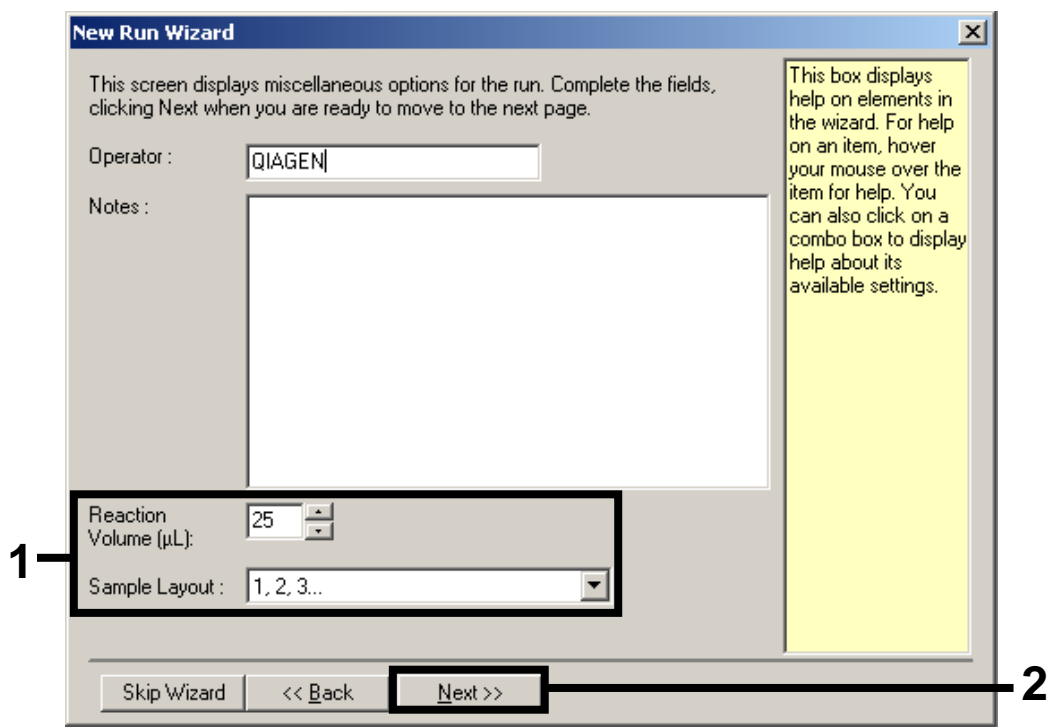 New Run Wizard
This screen displays miscellaneous options for the run. Complete the fields,
clicking Next when you are ready to move to the next page.
This box displays
help on elements in
the wizard. For help
on an item, hover
your mouse over the
item for help. You
can also click on a
combo box to display
help about its
available settings.
Operator :
QIAGEN
Notes :
Reaction
Volume (µL):
25
1
Sample Layout :
1, 2, 3...
Skip Wizard
<< Back
Next >>
2